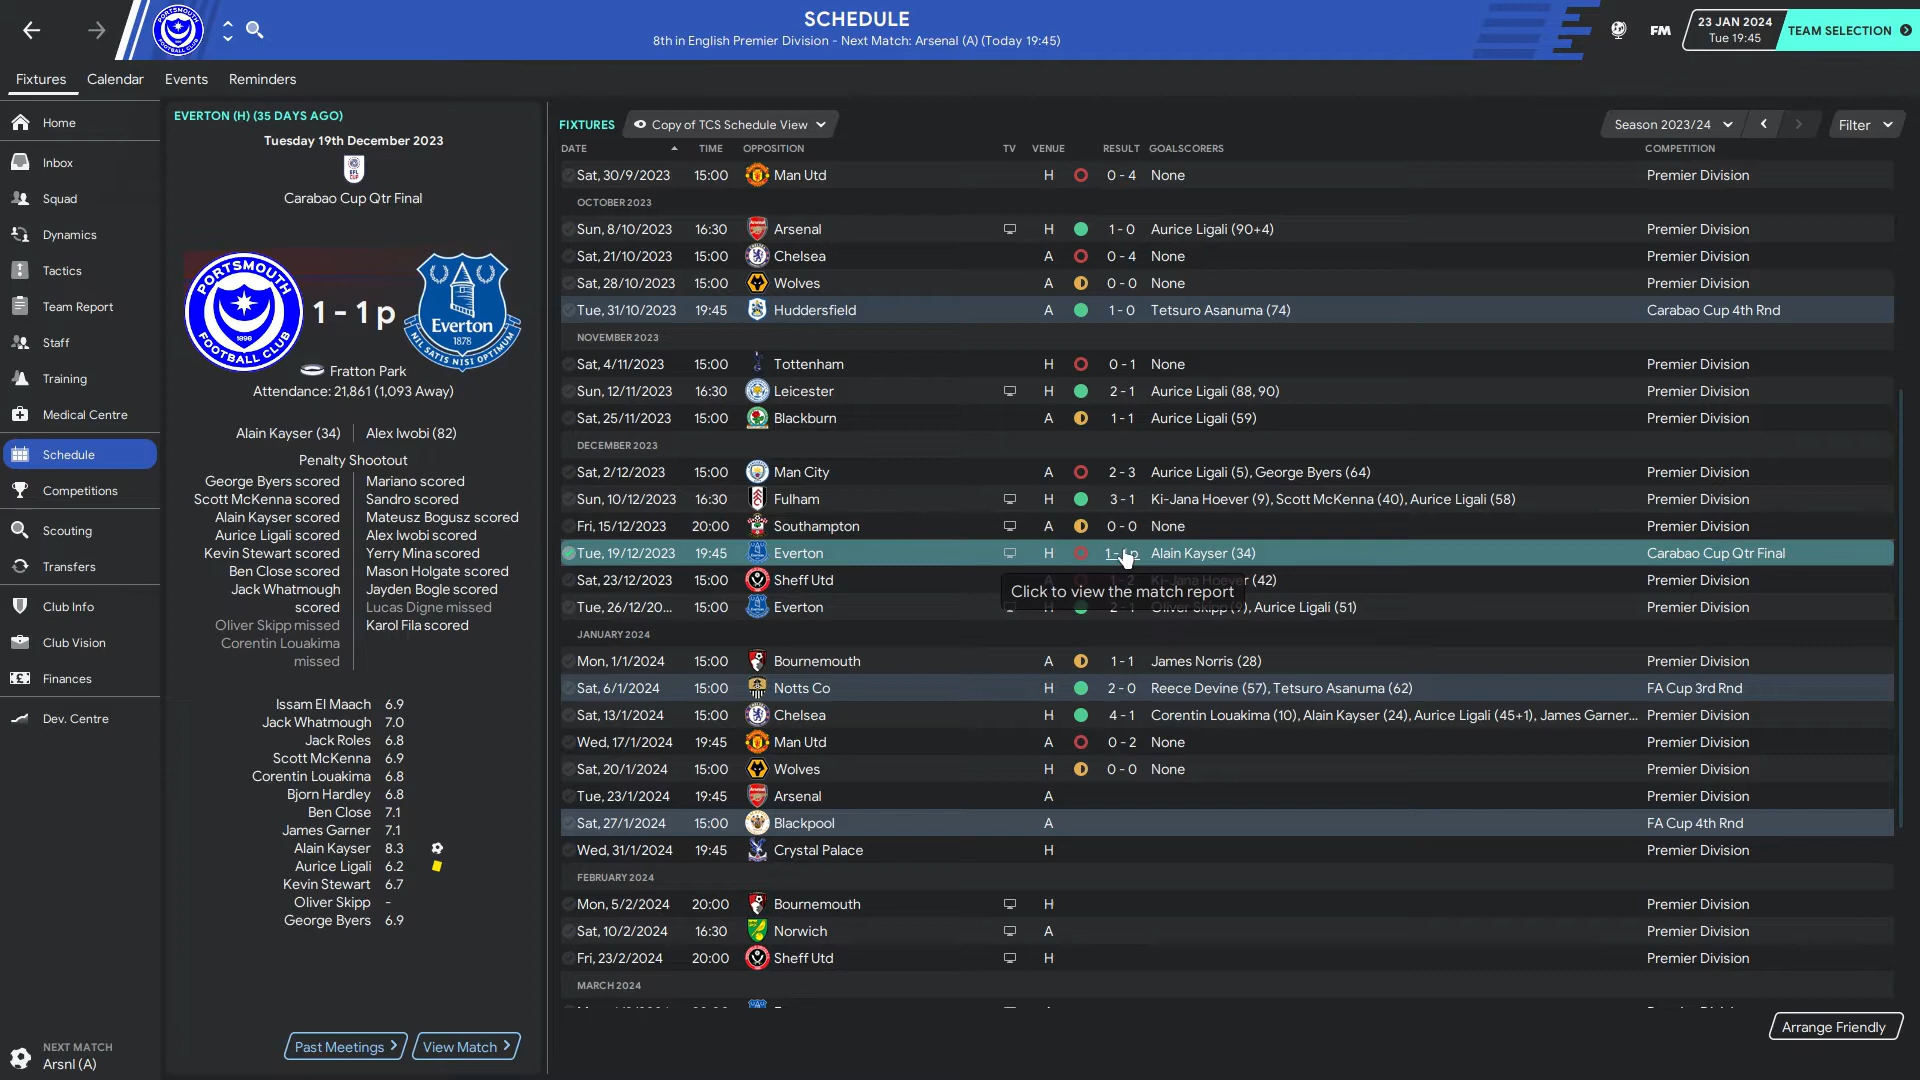 SCHEDULE
8th in English Premier Division - Next Match: Arsenal (A) (Today 19:45)
FM
23 JAN 2024
Tue 19:45
TEAM SELECTION
Fixtures Calendar Events Reminders
Home
Inbox
Squad
Dynamics
Tactics
Team Report
Staff
Training
Medical Centre
Schedule
Competitions
Scouting
Transfers
Club Info
Club Vision
Finances
Dev. Centre
NEXT MATCH
Arsnl (A)
EVERTON (H) (35 DAYS AGO)
Tuesday 19th December 2023
EFL
CUP
Carabao Cup Qtr Final
PORTSMOUTH
1898
FOOTBALL CLUB
1 - 1 p
Everton
1878
NIL SATIS NISI OPTIMUM
Fratton Park
Attendance: 21,861 (1,093 Away)
Alain Kayser (34) Alex Iwobi (82)
Penalty Shootout
George Byers scored Mariano scored
Scott McKenna scored Sandro scored
Alain Kayser scored Mateusz Bogusz scored
Aurice Ligali scored Alex Iwobi scored
Kevin Stewart scored Yerry Mina scored
Ben Close scored Mason Holgate scored
Jack Whatmough Jayden Bogle scored
scored Lucas Digne missed
Oliver Skipp missed Karol Fila scored
Corentin Louakima
missed
Issam El Maach 6.9
Jack Whatmough 7.0
Jack Roles 6.8
Scott McKenna 6.9
Corentin Louakima 6.8
Bjorn Hardley 6.8
Ben Close 7.1
James Garner 7.1
Alain Kayser 8.3
Aurice Ligali 6.2
Kevin Stewart 6.7
Oliver Skipp -
George Byers 6.9
Past Meetings View Match
FIXTURES Copy of TCS Schedule View Season 2023/24 Filter
DATE TIME OPPOSITION TV VENUE RESULT GOALSCORERS COMPETITION
Sat, 30/9/2023 15:00 Man Utd H 0 - 4 None Premier Division
OCTOBER 2023
Sun, 8/10/2023 16:30 Arsenal H 1 - 0 Aurice Ligali (90+4) Premier Division
Sat, 21/10/2023 15:00 Chelsea A 0 - 4 None Premier Division
Sat, 28/10/2023 15:00 Wolves A 0 - 0 None Premier Division
Tue, 31/10/2023 19:45 Huddersfield A 1 - 0 Tetsuro Asanuma (74) Carabao Cup 4th Rnd
NOVEMBER 2023
Sat, 4/11/2023 15:00 Tottenham H 0 - 1 None Premier Division
Sun, 12/11/2023 16:30 Leicester H 2 - 1 Aurice Ligali (88, 90) Premier Division
Sat, 25/11/2023 15:00 Blackburn A 1 - 1 Aurice Ligali (59) Premier Division
DECEMBER 2023
Sat, 2/12/2023 15:00 Man City A 2 - 3 Aurice Ligali (5), George Byers (64) Premier Division
Sun, 10/12/2023 16:30 Fulham H 3 - 1 Ki-Jana Hoever (9), Scott McKenna (40), Aurice Ligali (58) Premier Division
Fri, 15/12/2023 20:00 Southampton A 0 - 0 None Premier Division
Tue, 19/12/2023 19:45 Everton H 1 - 1 p Alain Kayser (34) Carabao Cup Qtr Final
Sat, 23/12/2023 15:00 Sheff Utd A 1 - 2 Ki-Jana Hoever (42) Premier Division
Click to view the match report
Tue, 26/12/20... 15:00 Everton H 2 - 1 Oliver Skipp (9), Aurice Ligali (51) Premier Division
JANUARY 2024
Mon, 1/1/2024 15:00 Bournemouth A 1 - 1 James Norris (28) Premier Division
Sat, 6/1/2024 15:00 Notts Co H 2 - 0 Reece Devine (57), Tetsuro Asanuma (62) FA Cup 3rd Rnd
Sat, 13/1/2024 15:00 Chelsea H 4 - 1 Corentin Louakima (10), Alain Kayser (24), Aurice Ligali (45+1), James Garner... Premier Division
Wed, 17/1/2024 19:45 Man Utd A 0 - 2 None Premier Division
Sat, 20/1/2024 15:00 Wolves H 0 - 0 None Premier Division
Tue, 23/1/2024 19:45 Arsenal A Premier Division
Sat, 27/1/2024 15:00 Blackpool A FA Cup 4th Rnd
Wed, 31/1/2024 19:45 Crystal Palace H Premier Division
FEBRUARY 2024
Mon, 5/2/2024 20:00 Bournemouth H Premier Division
Sat, 10/2/2024 16:30 Norwich A Premier Division
Fri, 23/2/2024 20:00 Sheff Utd H Premier Division
MARCH 2024
Arrange Friendly